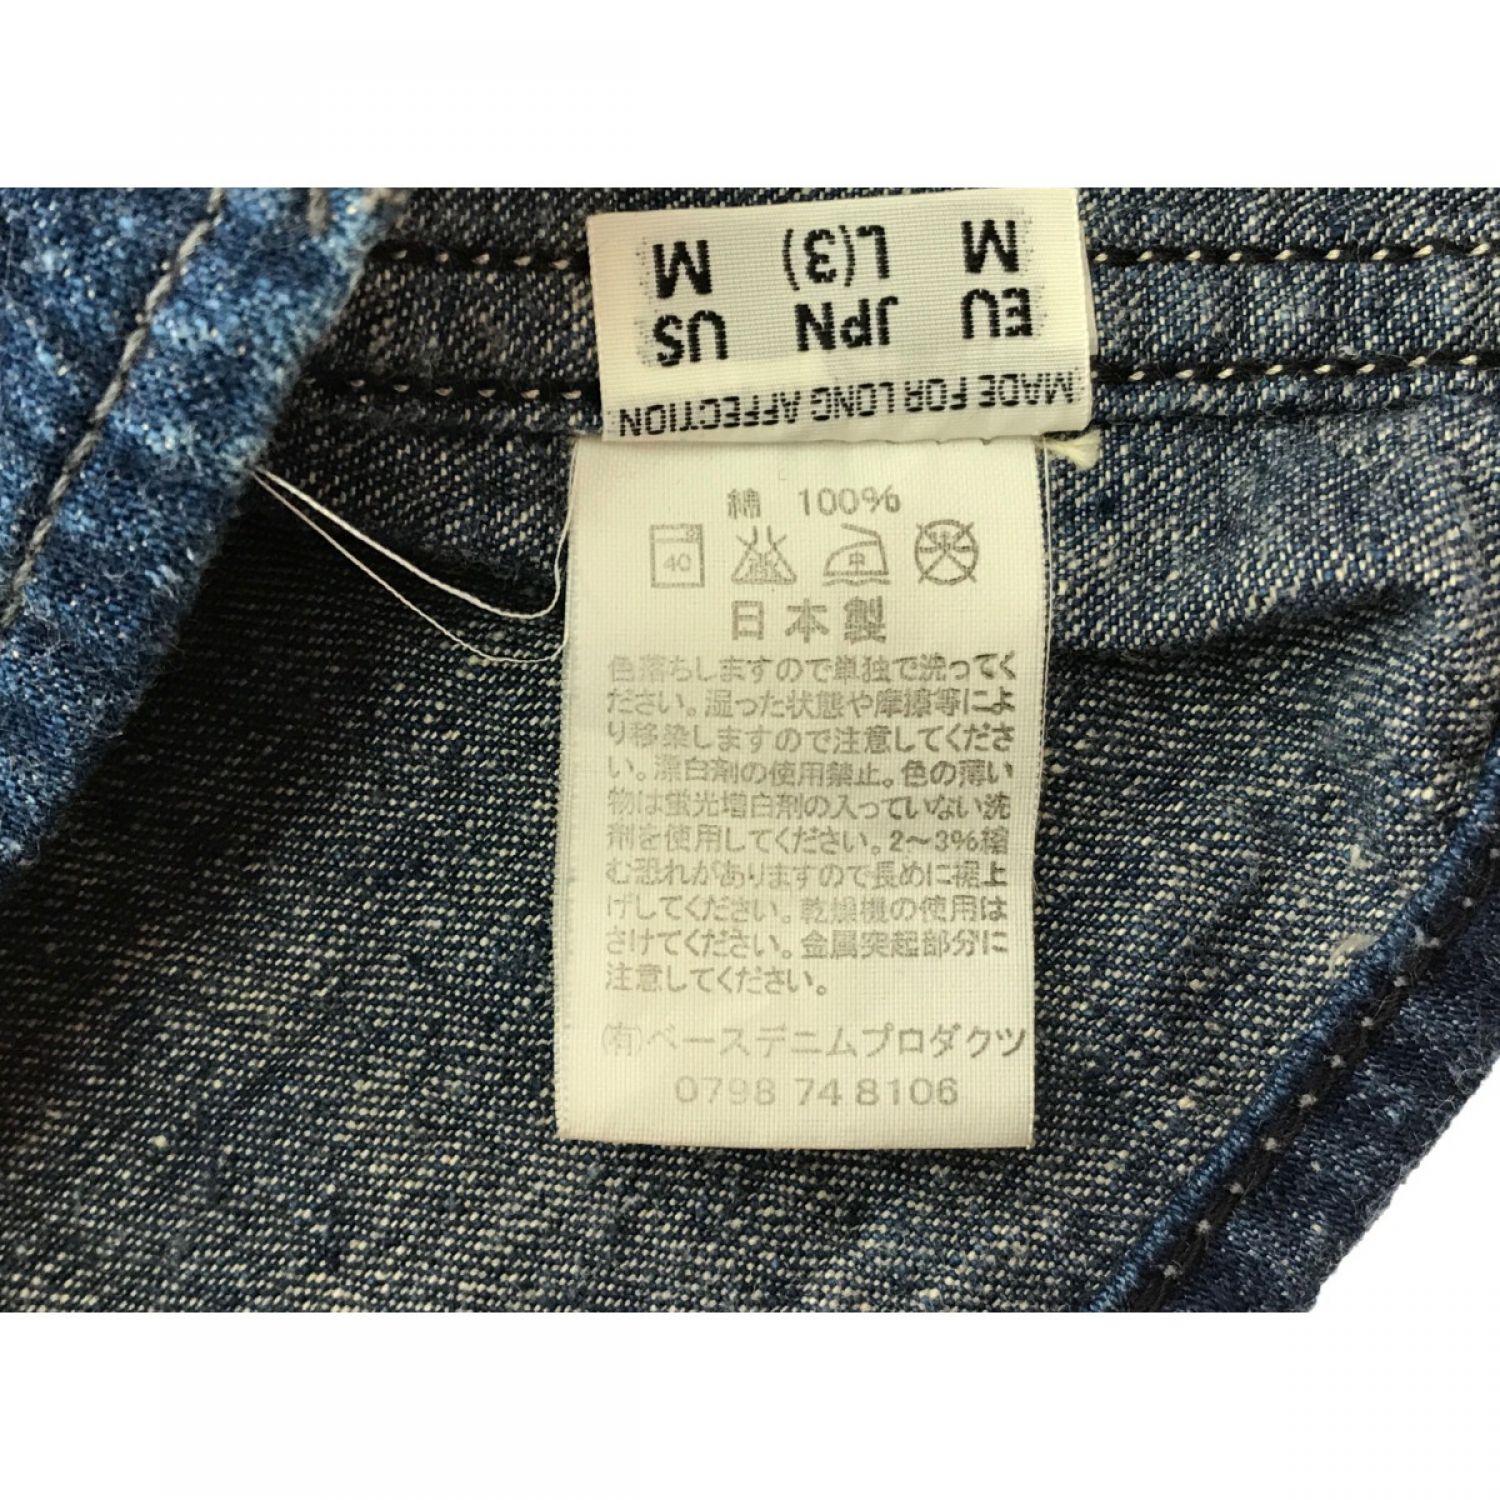 MADE FOR LONG AFFECTION
EU JPN US
M L(3) M
綿 100%
40 中
日本製
色落ちしますので単独で洗ってく
ださい。湿った状態や摩擦等によ
り移染しますので注意してくださ
い。漂白剤の使用禁止。色の薄い
物は蛍光増白剤の入っていない洗
剤を使用してください。2〜3%縮
む恐れがありますので長めに裾上
げしてください。乾燥機の使用は
さけてください。金属突起部分に
注意してください。
(有)ベースデニムプロダクツ
0798 74 8106